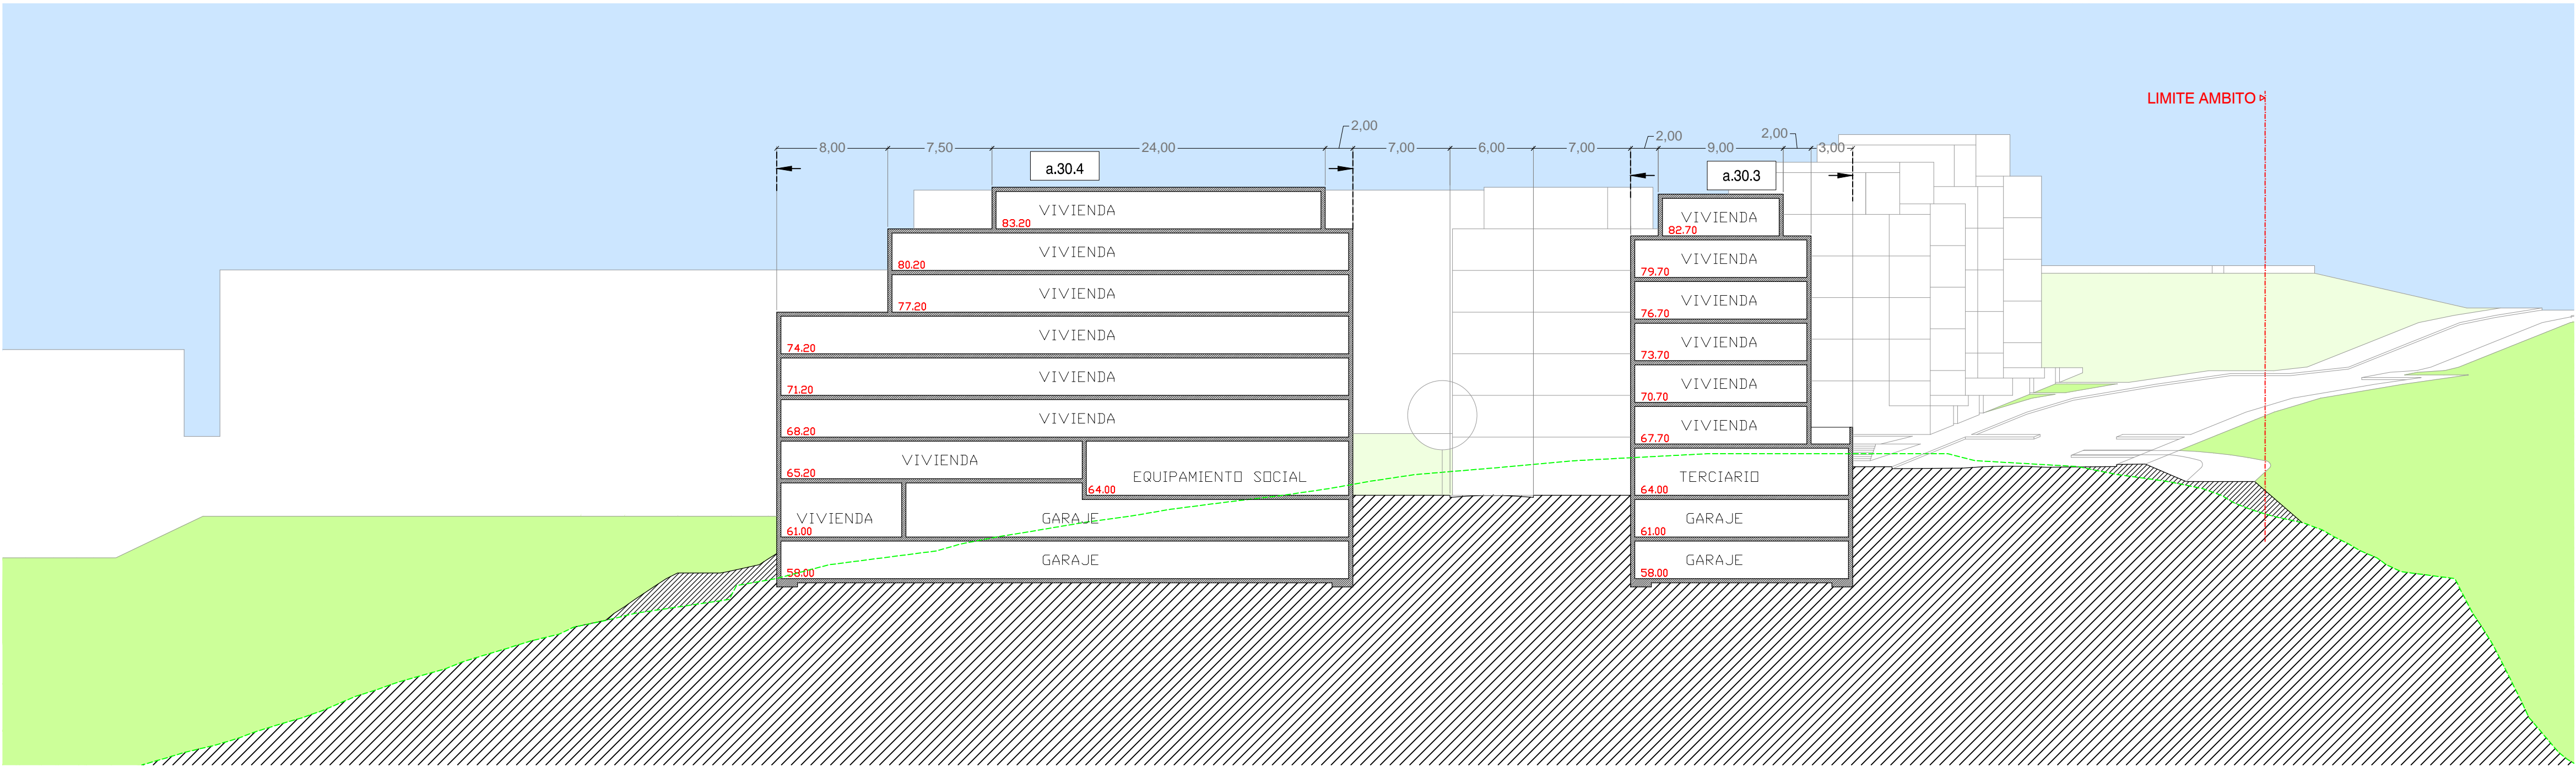 LIMITE AMBITO
2,00
8,00
7,50
24,00
7,00
6,00
7,00
2,00
9,00
2,00
3,00
a.30.4
a.30.3
VIVIENDA
83.20
VIVIENDA
80.20
VIVIENDA
77.20
VIVIENDA
74.20
VIVIENDA
71.20
VIVIENDA
68.20
VIVIENDA
65.20
EQUIPAMIENTO SOCIAL
64.00
VIVIENDA
61.00
GARAJE
GARAJE
58.00
VIVIENDA
82.70
VIVIENDA
79.70
VIVIENDA
76.70
VIVIENDA
73.70
VIVIENDA
70.70
VIVIENDA
67.70
TERCIARIO
64.00
GARAJE
61.00
GARAJE
58.00